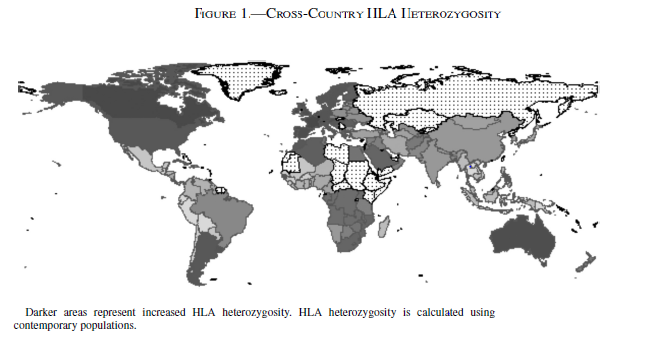 FIGURE 1.—CROSS-COUNTRY HLA HETEROZYGOSITY
Darker areas represent increased HLA heterozygosity. HLA heterozygosity is calculated using
contemporary populations.